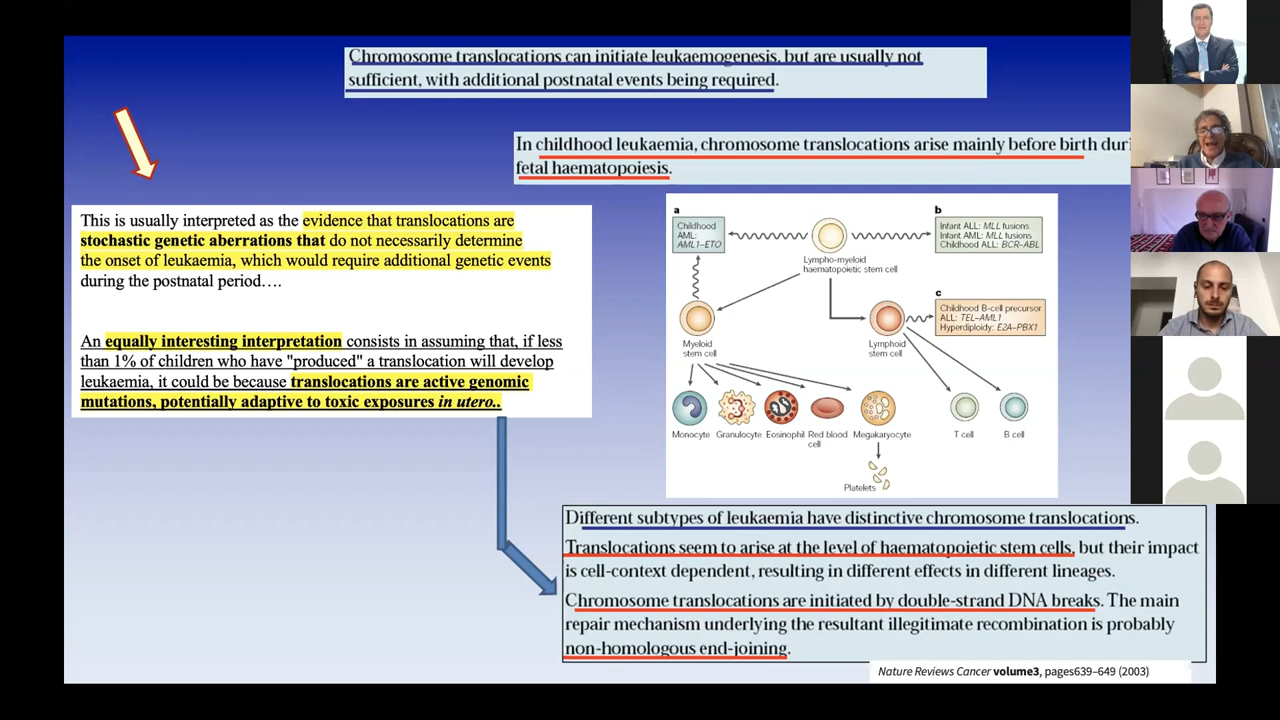 Chromosome translocations can initiate leukaemogenesis, but are usually not
sufficient, with additional postnatal events being required.
In childhood leukaemia, chromosome translocations arise mainly before birth
fetal haematopoiesis.
This is usually interpreted as the evidence that translocations are
stochastic genetic aberrations that do not necessarily determine
the onset of leukaemia, which would require additional genetic events
during the postnatal period….
An equally interesting interpretation consists in assuming that, if less
than 1% of children who have "produced" a translocation will develop
leukaemia, it could be because translocations are active genomic
mutations, potentially adaptive to toxic exposures in utero..
a
Childhood
AML:
AML1–ETO
b
Infant ALL: MLL fusions
Infant AML: MLL fusions
Childhood ALL: BCR-ABL
Lympho-myeloid
haematopoietic stem cell
c
Childhood B-cell precursor
ALL: TEL–AML1
Hyperdiploidy: E2A-PBX1
Myeloid
stem cell
Lymphoid
stem cell
Monocyte
Granulocyte
Eosinophil
Red blood
cell
Megakaryocyte
T cell
B cell
Platelets
Different subtypes of leukaemia have distinctive chromosome translocations.
Translocations seem to arise at the level of haematopoietic stem cells, but their impact
is cell-context dependent, resulting in different effects in different lineages.
Chromosome translocations are initiated by double-strand DNA breaks. The main
repair mechanism underlying the resultant illegitimate recombination is probably
non-homologous end-joining.
Nature Reviews Cancer volume3, pages639–649 (2003)